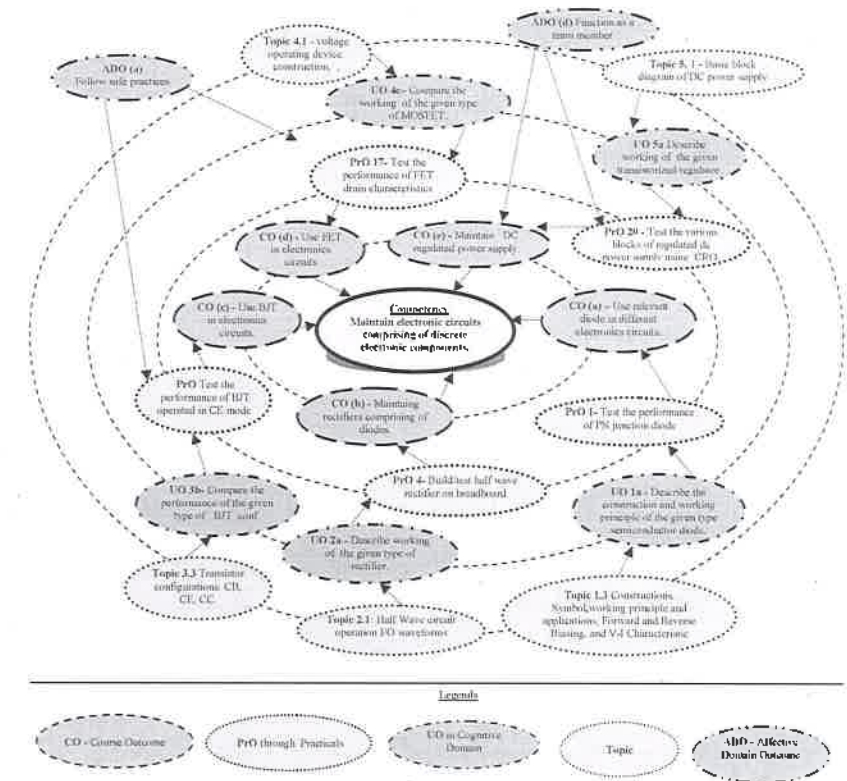 ADO (d) Function as a
team member
Topic 4.1 - voltage
operating device
construction.
ADO (a)
Follow safe practices
Topic 5. 1 - Basic block
diagram of DC power supply
UO 4c- Compare the
working of the given type
of MOSFET.
UO 5a Describe
working of the given
transistorized regulator
PrO 17- Test the
performance of FET
drain characteristics
CO (d) - Use FET
in electronics
circuits
CO (e) - Maintain DC
regulated power supply
PrO 20 - Test the various
blocks of regulated dc
power supply using CRO.
CO (c) - Use BJT
in electronics
circuits.
Competency
Maintain electronic circuits
comprising of discrete
electronic components.
CO (a) - Use relevant
diode in different
electronics circuits.
PrO Test the
performance of BJT
operated in CE mode
CO (b) - Maintaing
rectifiers comprising of
diodes.
PrO 1- Test the performance
of PN junction diode
PrO 4- Build/test half wave
rectifier on breadboard
UO 3b- Compare the
performance of the given
type of BJT conf
UO 1a - Describe the
construction and working
principle of the given type
semiconductor diode.
UO 2a - Describe working
of the given type of
rectifier.
Topic 3.3 Transistor
configurations: CB,
CE, CC
Topic 1.3 Constructions,
Symbol,working principle and
applications, Forward and Reverse
Biasing, and V-I Characteristic
Topic 2.1: Half Wave circuit
operation I/O waveforms
Legends
CO - Course Outcome
PrO through Practicals
UO in Cognitive
Domain
Topic
ADO - Affective
Domain Outcome